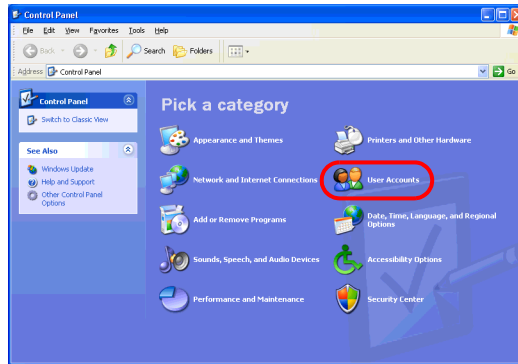 Control Panel
File Edit View Favorites Tools Help
Back Search Folders
Address Control Panel Go
Control Panel
Switch to Classic View
See Also
Windows Update
Help and Support
Other Control Panel
Options
Pick a category
Appearance and Themes
Printers and Other Hardware
Network and Internet Connections
User Accounts
Add or Remove Programs
Date, Time, Language, and Regional
Options
Sounds, Speech, and Audio Devices
Accessibility Options
Performance and Maintenance
Security Center